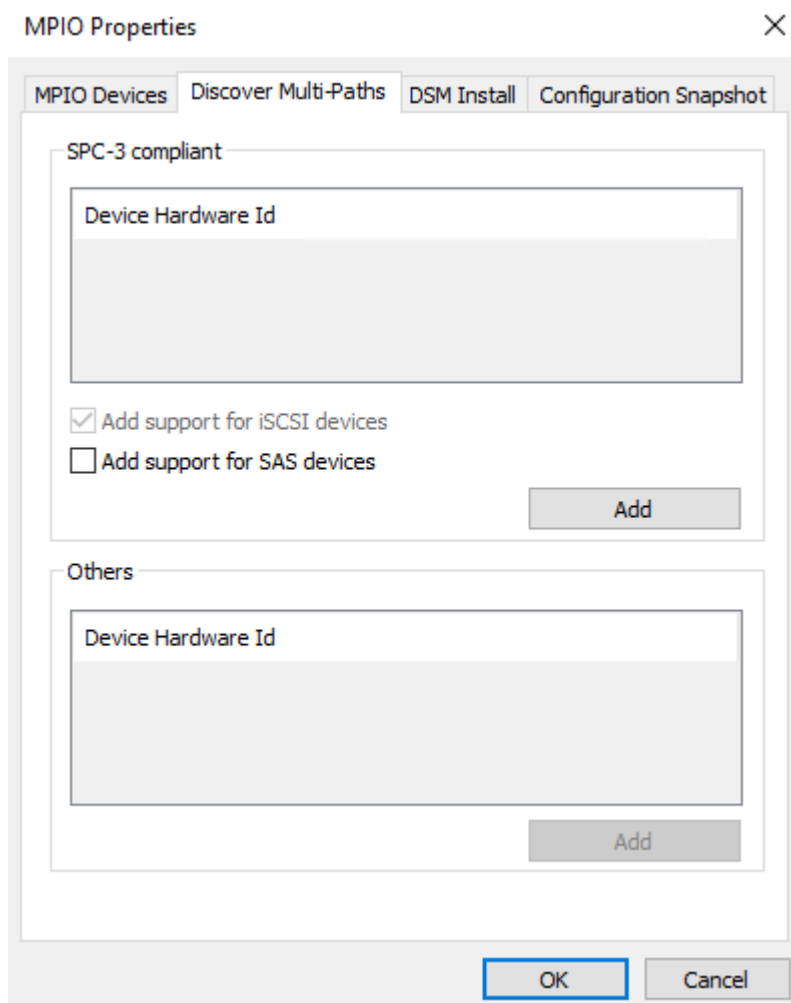 MPIO Properties
MPIO Devices Discover Multi-Paths DSM Install Configuration Snapshot
SPC-3 compliant
Device Hardware Id
Add support for iSCSI devices
Add support for SAS devices
Add
Others
Device Hardware Id
Add
OK Cancel